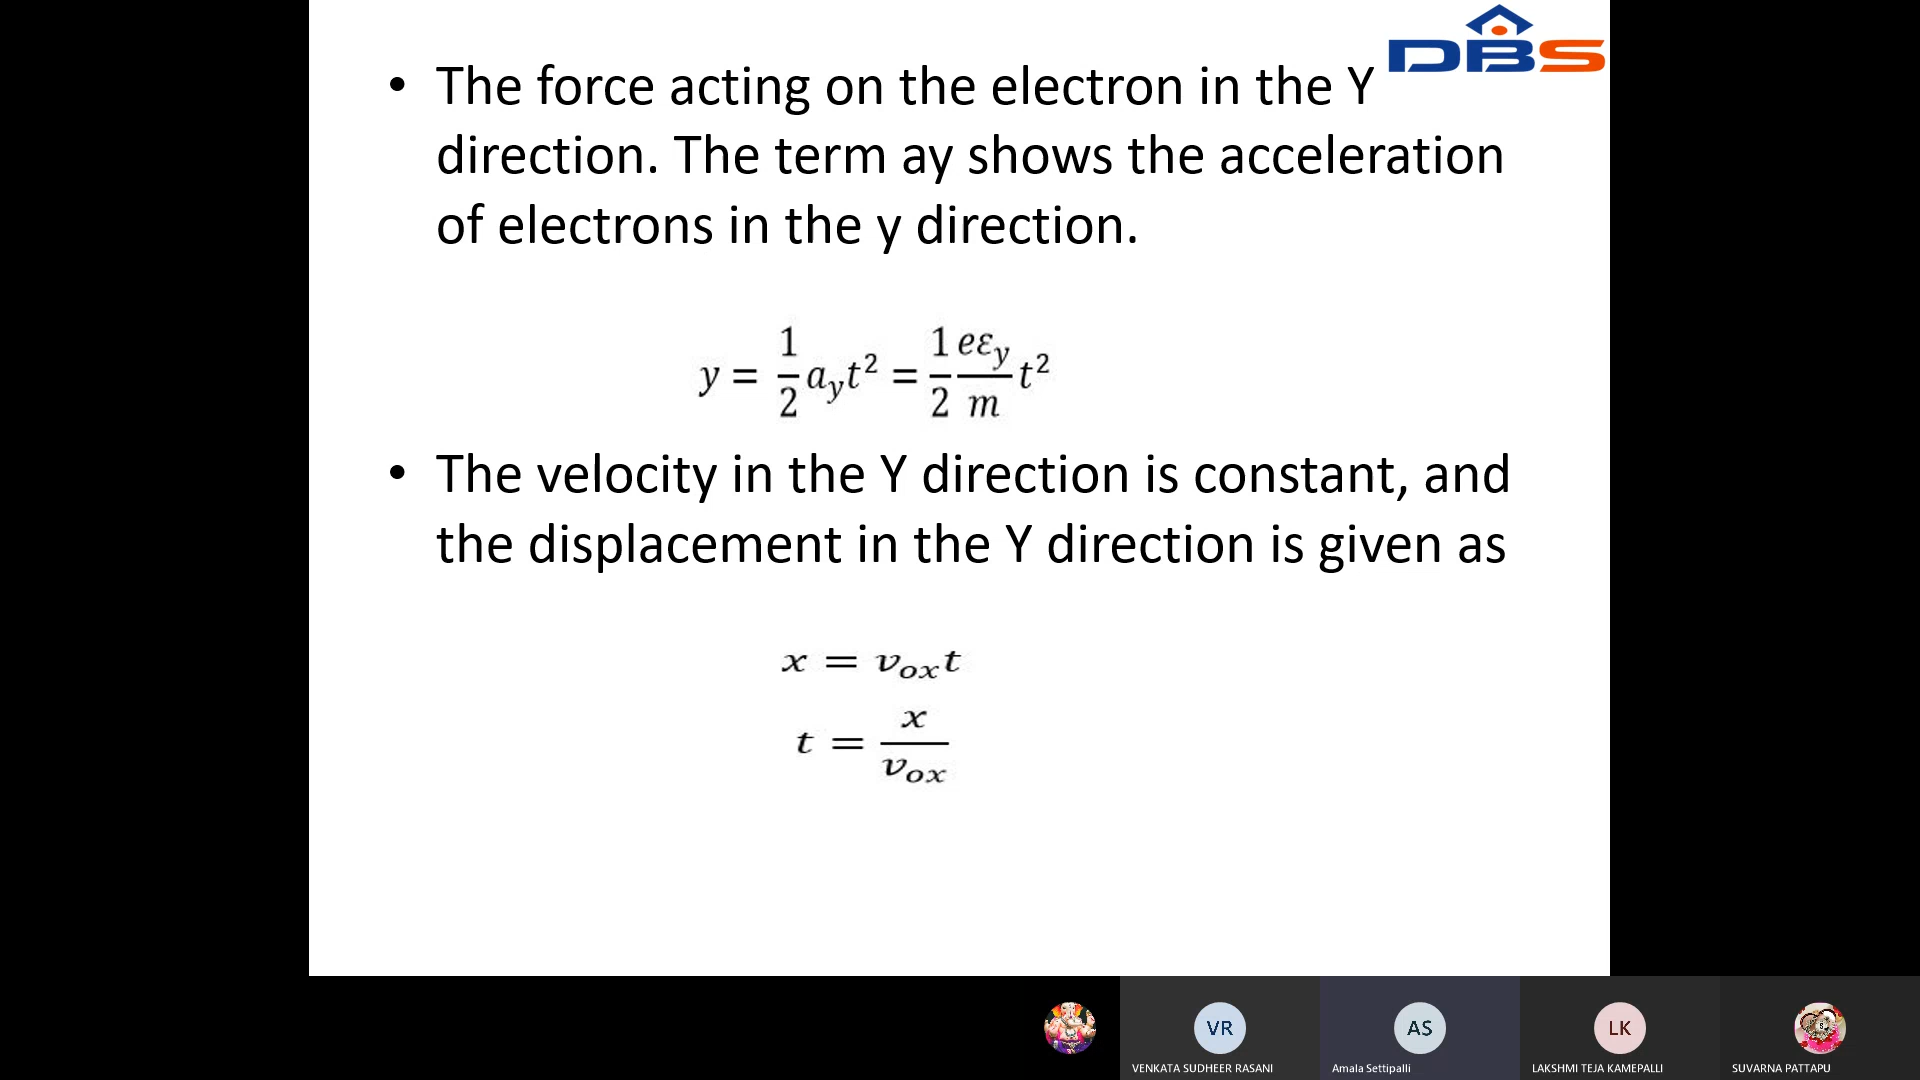 DBS
• The force acting on the electron in the Y
direction. The term ay shows the acceleration
of electrons in the y direction.
y = 1/2 a_y t² = 1/2 eε_y/m t²
• The velocity in the Y direction is constant, and
the displacement in the Y direction is given as
x = v_ox t
t = x/v_ox
VR
AS
LK
VENKATA SUDHEER RASANI
Amala Settipalli
LAKSHMI TEJA KAMEPALLI
SUVARNA PATTAPU